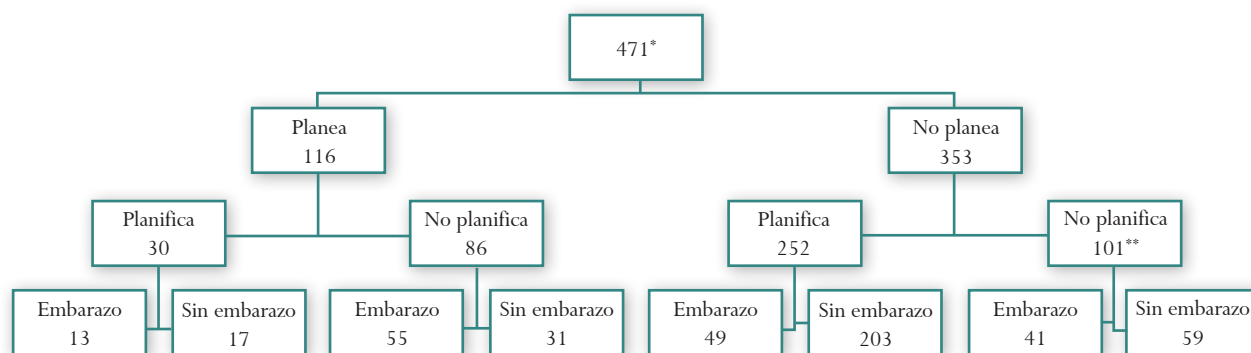 471*
Planea
116
No planea
353
Planifica
30
No planifica
86
Planifica
252
No planifica
101**
Embarazo
13
Sin embarazo
17
Embarazo
55
Sin embarazo
31
Embarazo
49
Sin embarazo
203
Embarazo
41
Sin embarazo
59